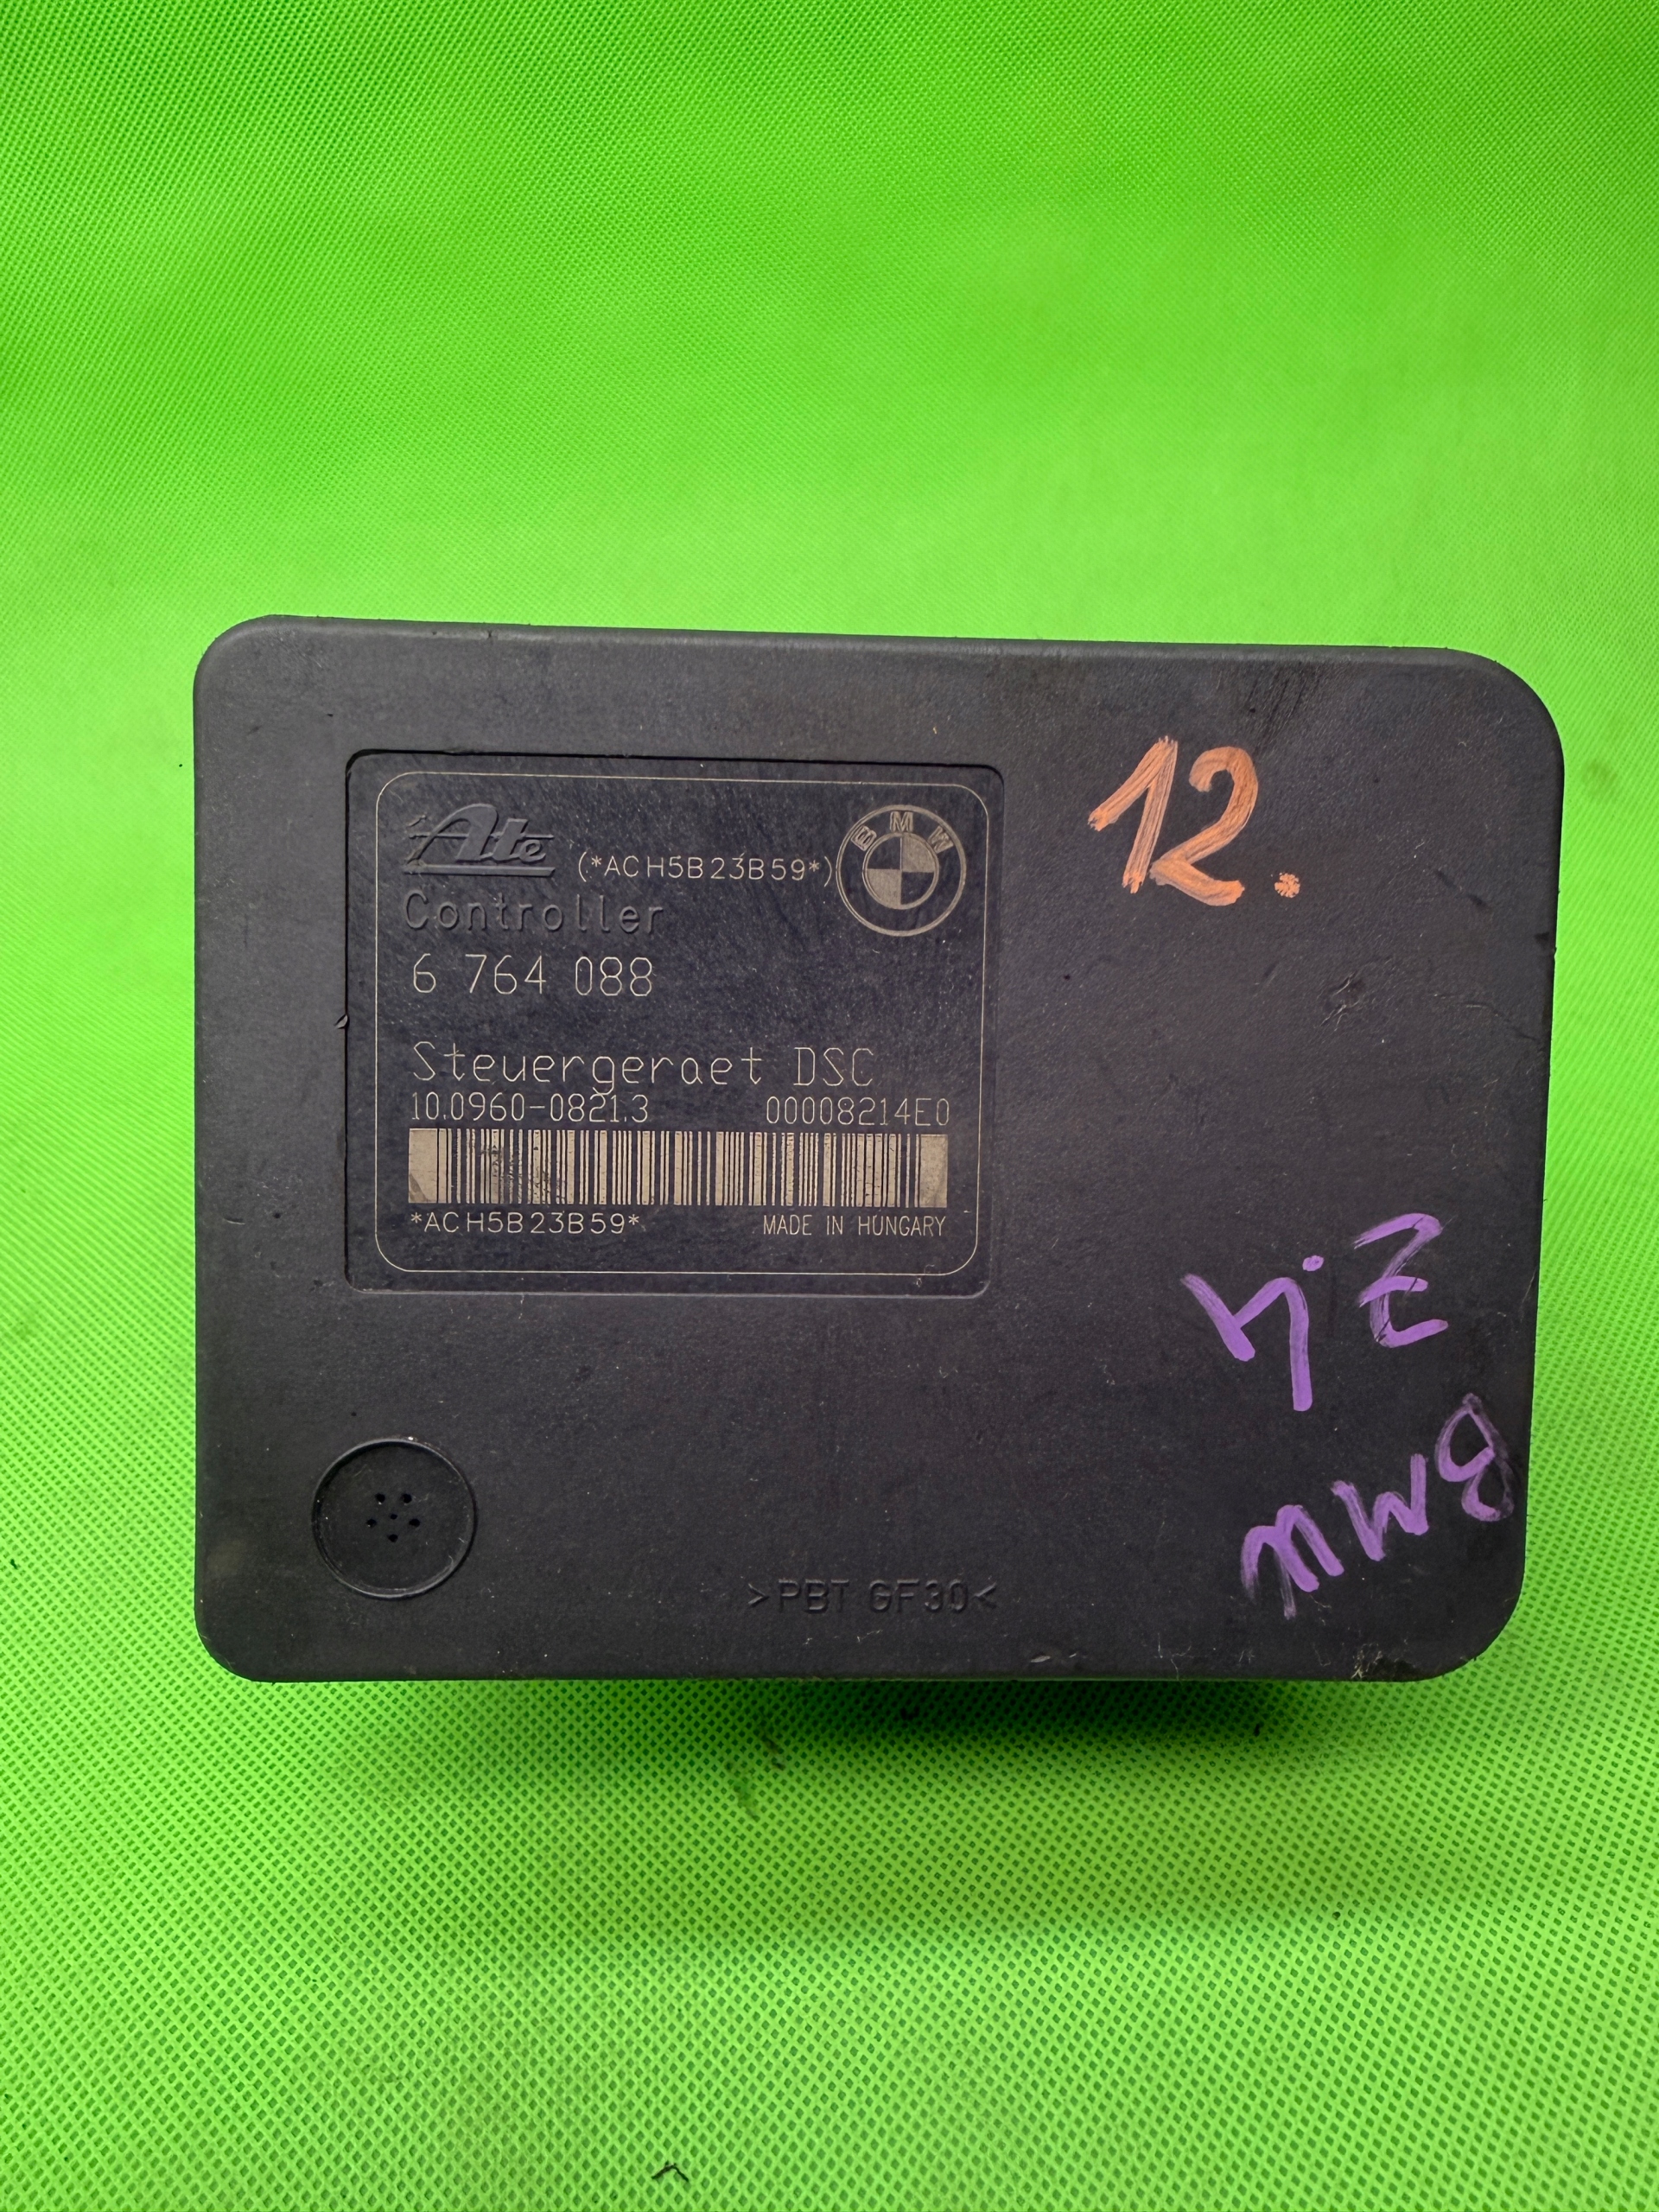 Ate (*ACH5B23B59*) BMW
Controller
6 764 088
Steuergeraet DSC
10.0960-0821.3 00008214E0
*ACH5B23B59* MADE IN HUNGARY
12.
BMW
Z.4
>PBT GF30<